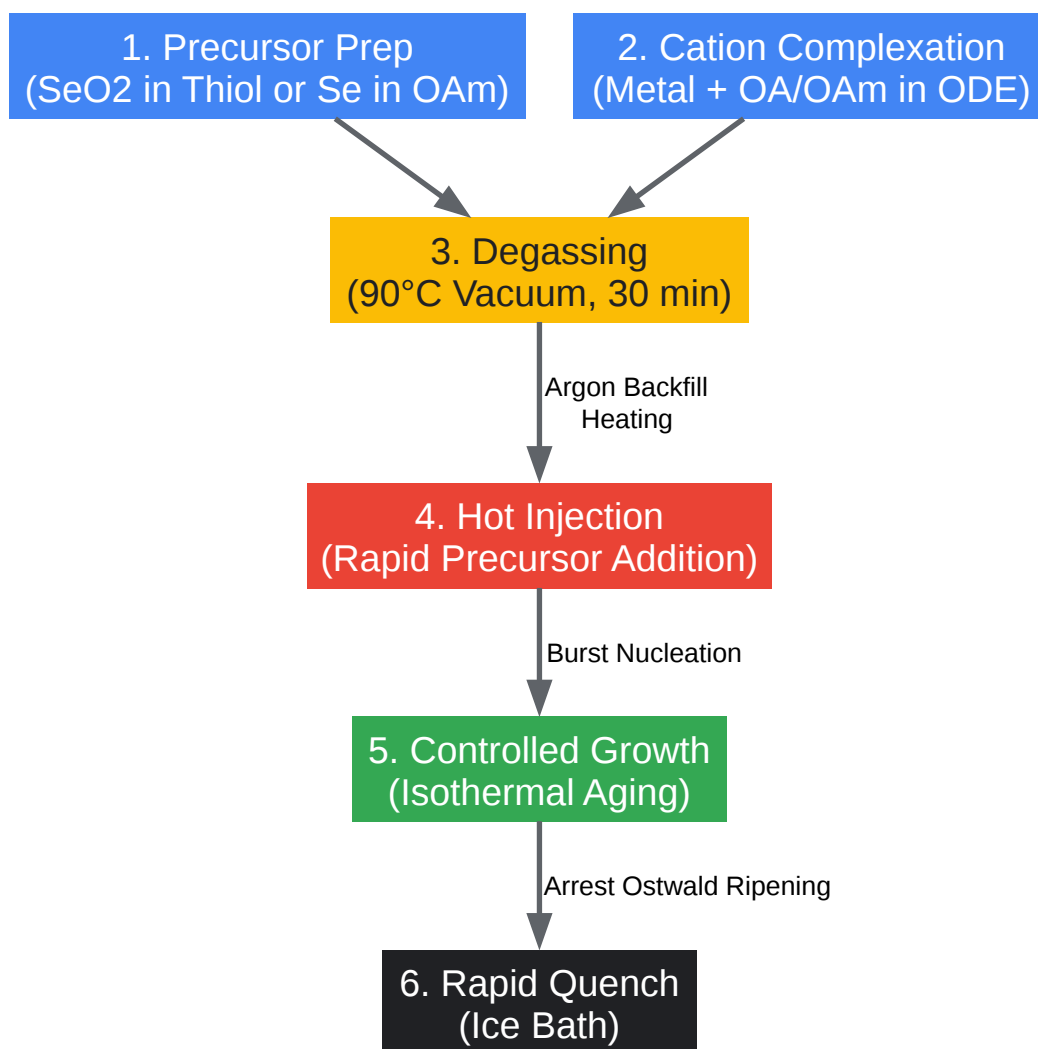 1. Precursor Prep
(SeO2 in Thiol or Se in OAm)
2. Cation Complexation
(Metal + OA/OAm in ODE)
3. Degassing
(90°C Vacuum, 30 min)
Argon Backfill
Heating
4. Hot Injection
(Rapid Precursor Addition)
Burst Nucleation
5. Controlled Growth
(Isothermal Aging)
Arrest Ostwald Ripening
6. Rapid Quench
(Ice Bath)